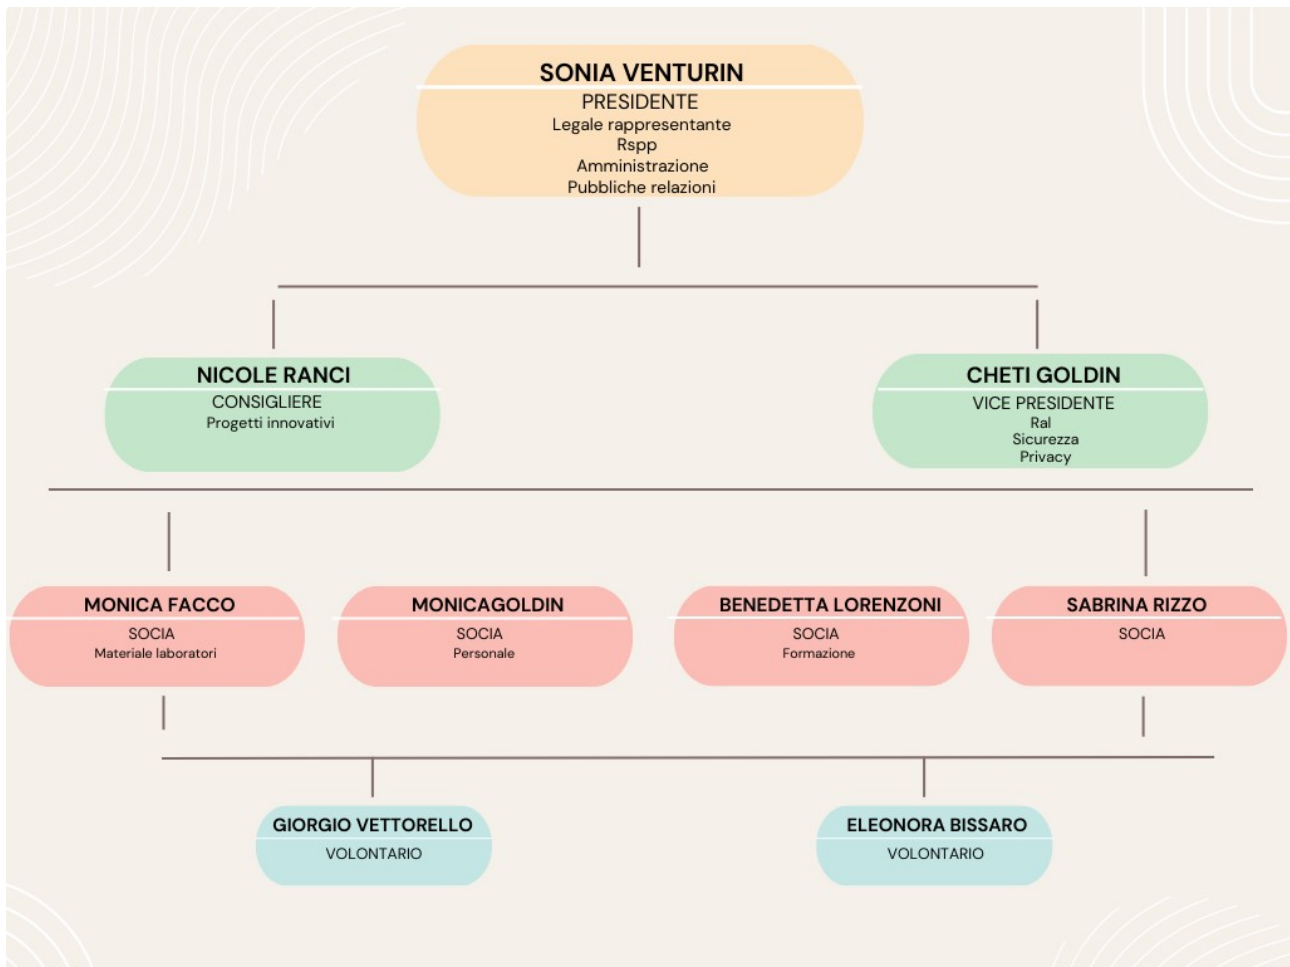 SONIA VENTURIN
PRESIDENTE
Legale rappresentante
Rspp
Amministrazione
Pubbliche relazioni
NICOLE RANCI
CONSIGLIERE
Progetti innovativi
CHETI GOLDIN
VICE PRESIDENTE
Ral
Sicurezza
Privacy
MONICA FACCO
SOCIA
Materiale laboratori
MONICAGOLDIN
SOCIA
Personale
BENEDETTA LORENZONI
SOCIA
Formazione
SABRINA RIZZO
SOCIA
GIORGIO VETTORELLO
VOLONTARIO
ELEONORA BISSARO
VOLONTARIO